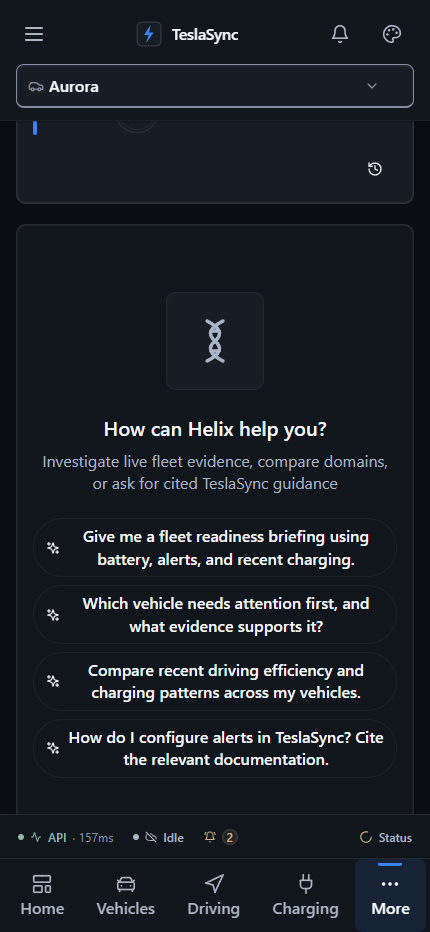 TeslaSync
Aurora
How can Helix help you?
Investigate live fleet evidence, compare domains,
or ask for cited TeslaSync guidance
Give me a fleet readiness briefing using
battery, alerts, and recent charging.
Which vehicle needs attention first, and
what evidence supports it?
Compare recent driving efficiency and
charging patterns across my vehicles.
How do I configure alerts in TeslaSync? Cite
the relevant documentation.
API · 157ms Idle 2 Status
Home Vehicles Driving Charging More